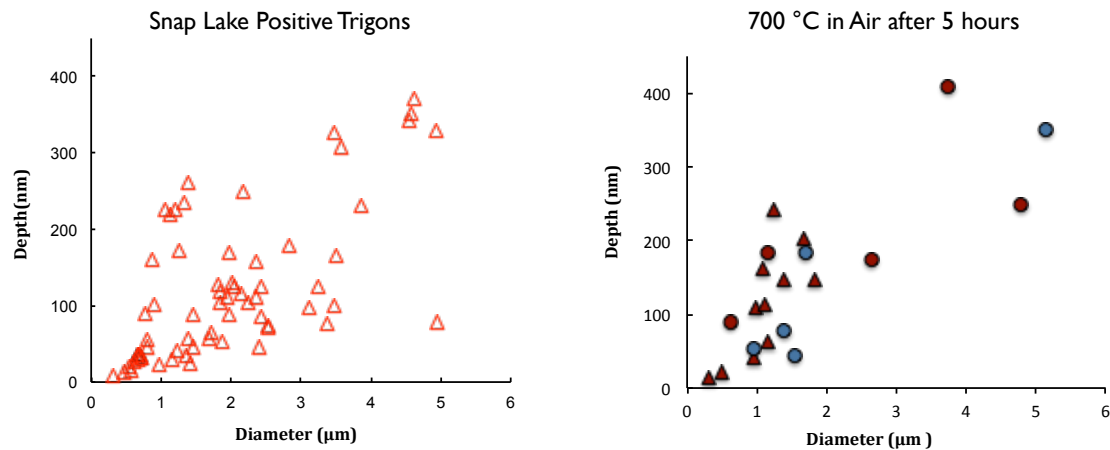 Snap Lake Positive Trigons
400
300
200
100
0
0 1 2 3 4 5 6
Depth(nm)
Diameter (µm)
700 °C in Air after 5 hours
400
300
200
100
0
0 1 2 3 4 5 6
Depth (nm)
Diameter (µm )